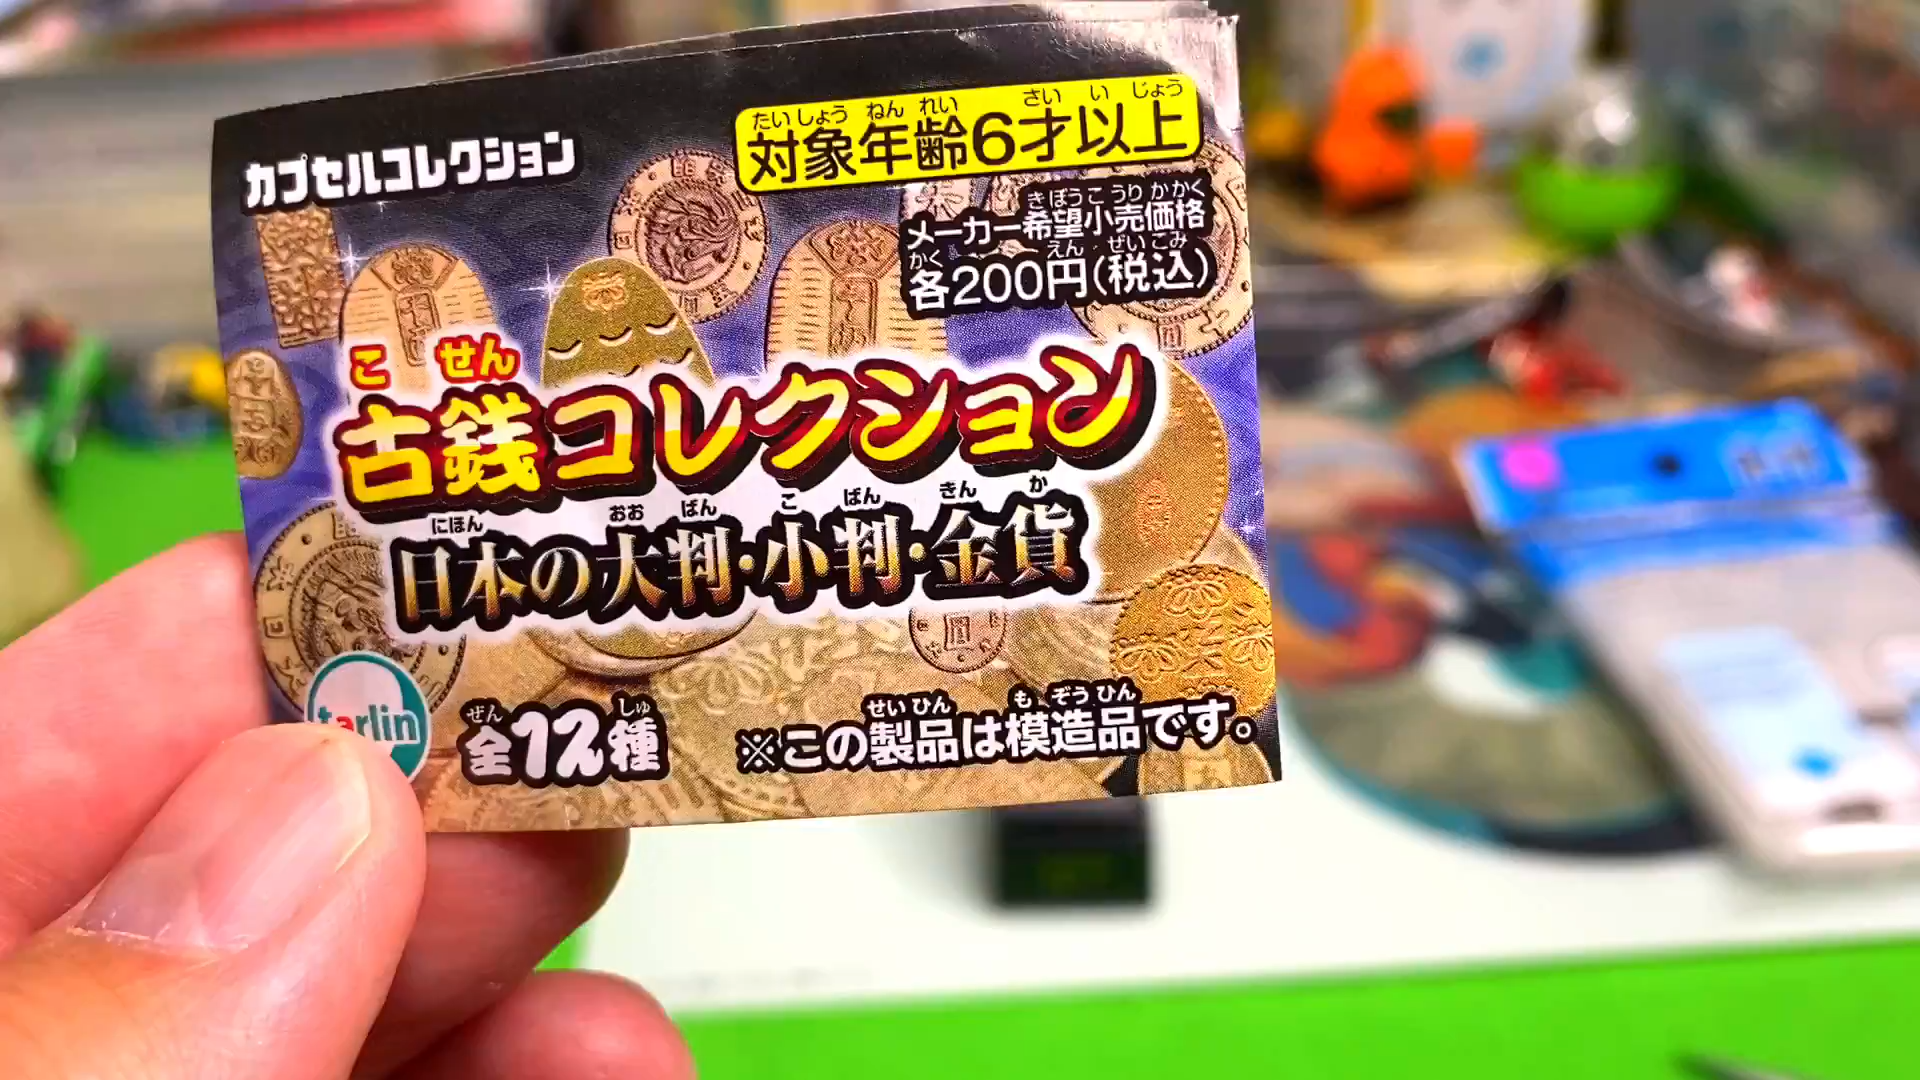 カプセルコレクション
たいしょうねんれい さいいじょう
対象年齢6才以上
きぼうこうりかかく
メーカー希望小売価格
かく えん ぜいこみ
各200円(税込)
こ せん
古銭コレクション
にほん おお ばん こ ばん きん か
日本の大判・小判・金貨
tarlin
ぜん しゅ
全12種
せいひん もぞうひん
※この製品は模造品です。